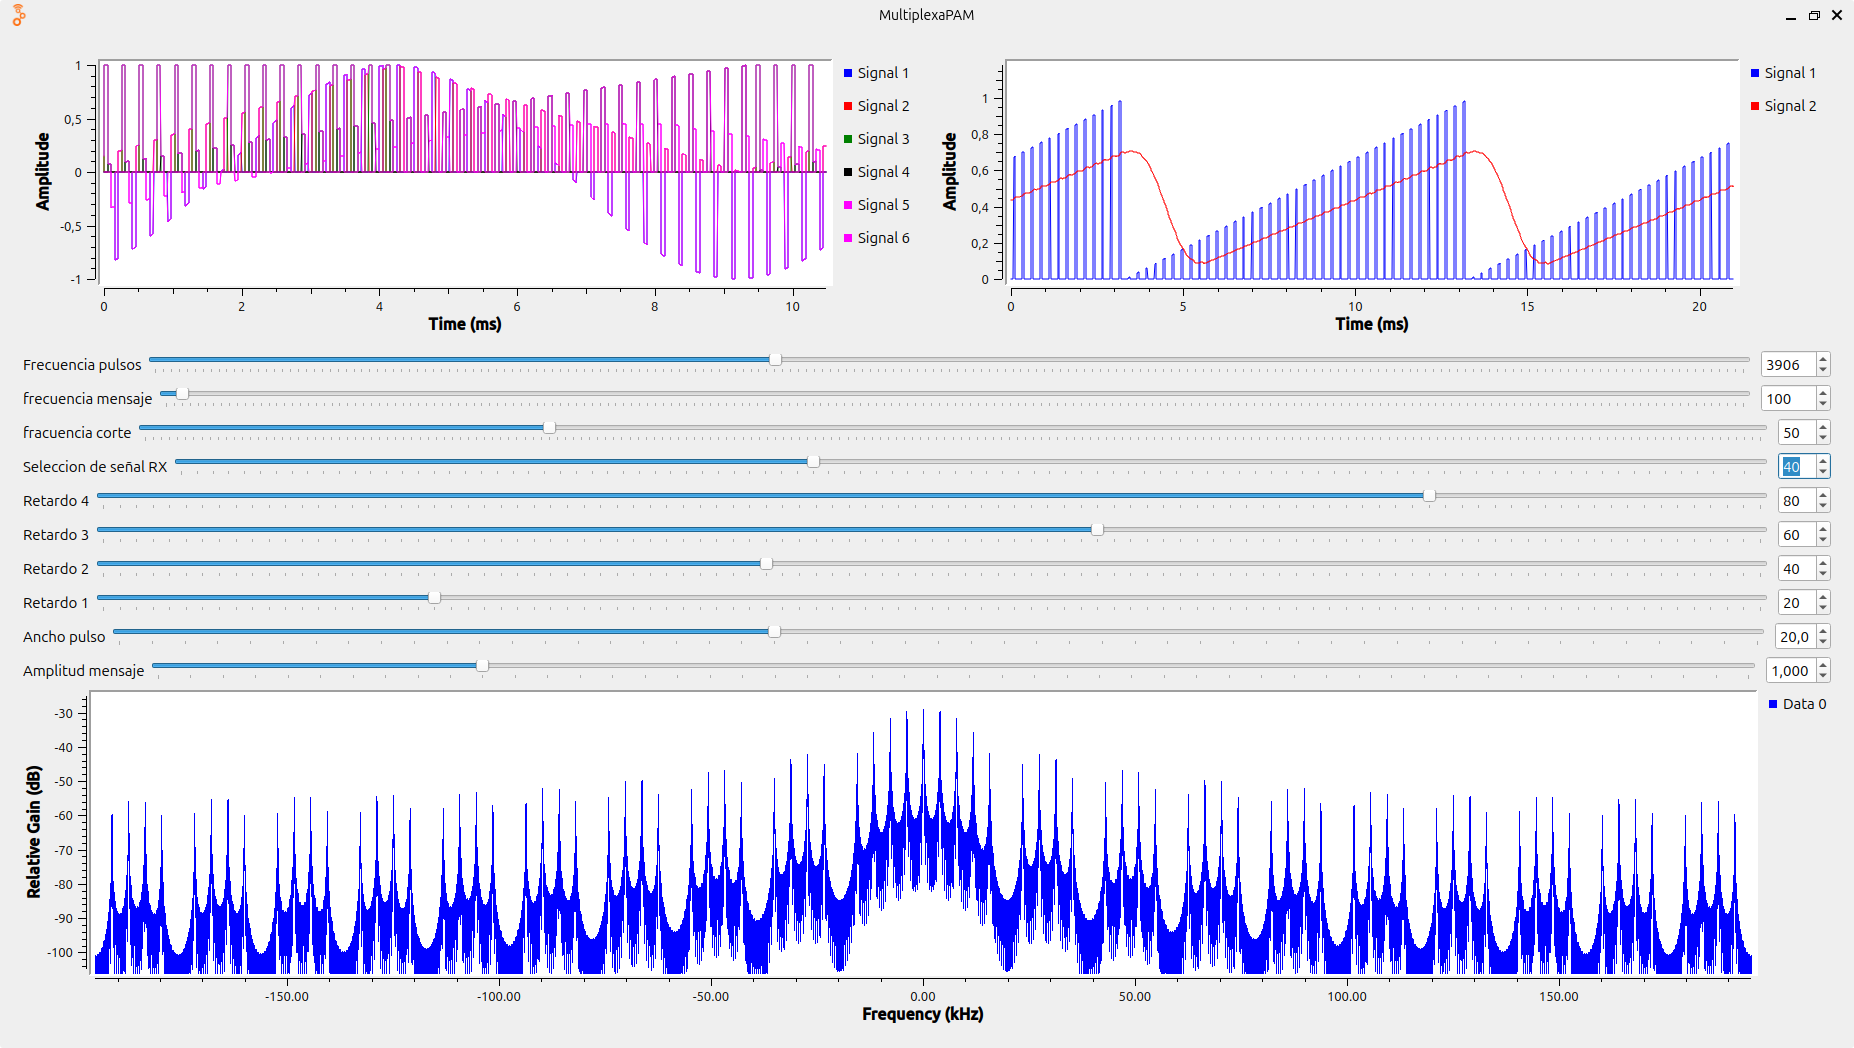 MultiplexaPAM
1
0,5
0
-0,5
-1
Amplitude
0 2 4 6 8 10
Time (ms)
Signal 1
Signal 2
Signal 3
Signal 4
Signal 5
Signal 6
1
0,8
0,6
0,4
0,2
0
Amplitude
0 5 10 15 20
Time (ms)
Signal 1
Signal 2
Frecuencia pulsos 3906
frecuencia mensaje 100
fracuencia corte 50
Seleccion de señal RX 40
Retardo 4 80
Retardo 3 60
Retardo 2 40
Retardo 1 20
Ancho pulso 20,0
Amplitud mensaje 1,000
-30
-40
-50
-60
-70
-80
-90
-100
Relative Gain (dB)
-150.00 -100.00 -50.00 0.00 50.00 100.00 150.00
Frequency (kHz)
Data 0